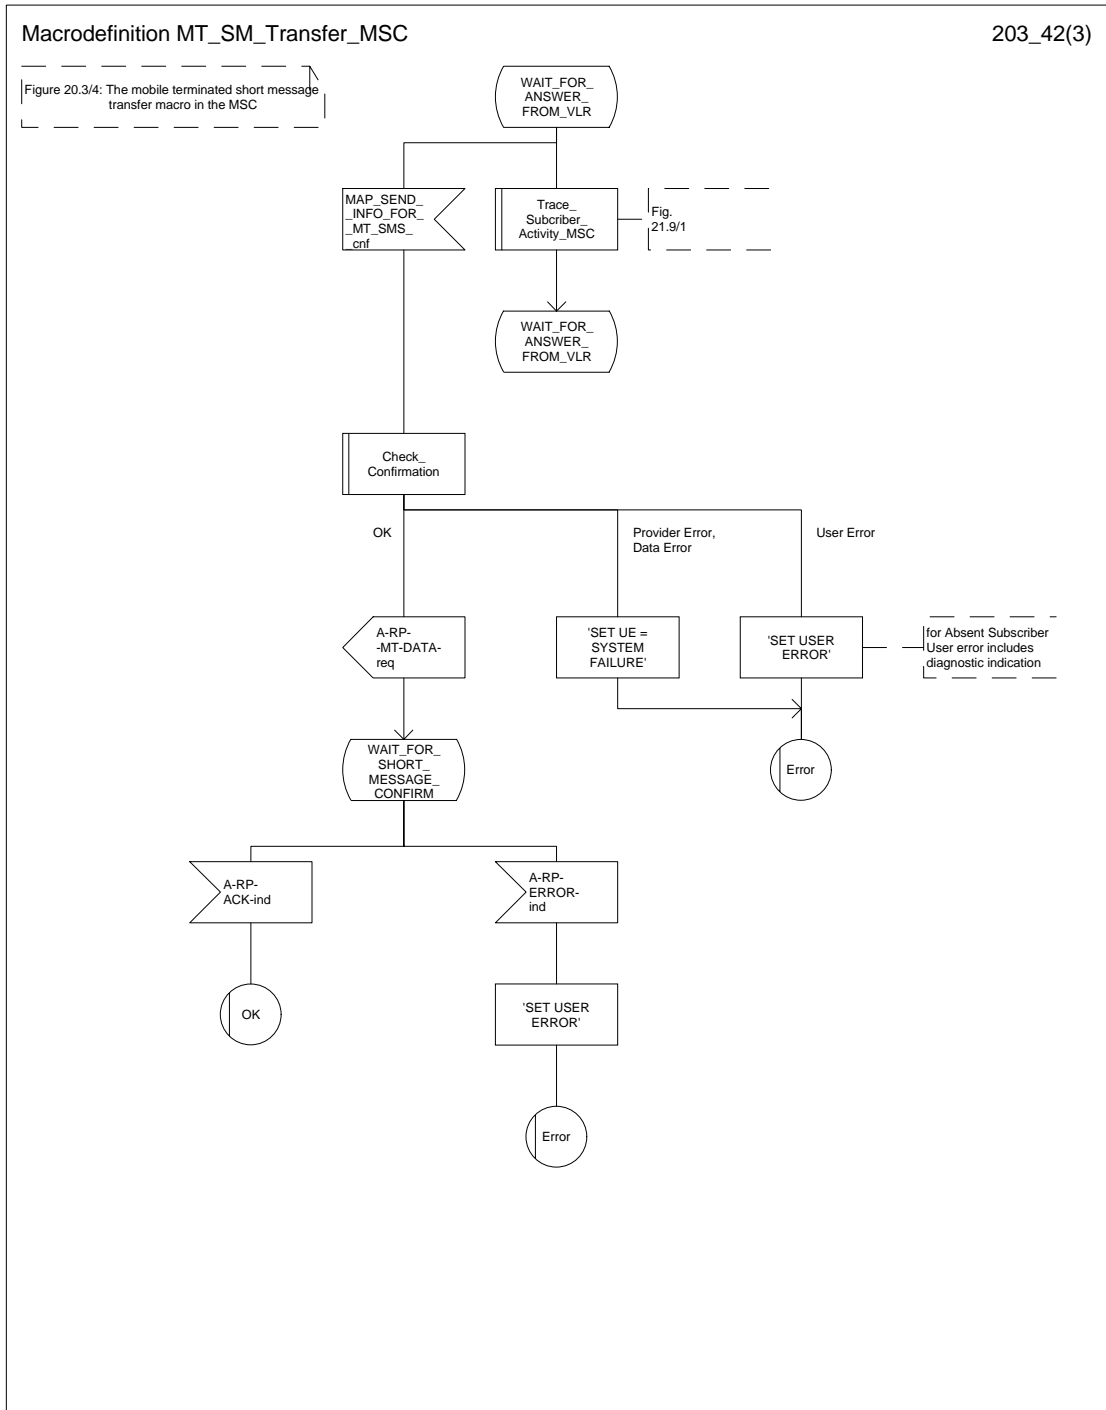 Macrodefinition MT_SM_Transfer_MSC
203_42(3)
Figure 20.3/4: The mobile terminated short message
transfer macro in the MSC
WAIT_FOR_
ANSWER_
FROM_VLR
MAP_SEND_
_INFO_FOR_
_MT_SMS_
_cnf
Trace_
Subcriber_
Activity_MSC
Fig.
21.9/1
WAIT_FOR_
ANSWER_
FROM_VLR
Check_
Confirmation
OK
Provider Error,
Data Error
User Error
A-RP-
-MT-DATA-
req
'SET UE =
SYSTEM
FAILURE'
'SET USER
ERROR'
for Absent Subscriber
User error includes
diagnostic indication
WAIT_FOR_
SHORT_
MESSAGE_
CONFIRM
Error
A-RP-
ACK-ind
A-RP-
ERROR-
ind
OK
'SET USER
ERROR'
Error